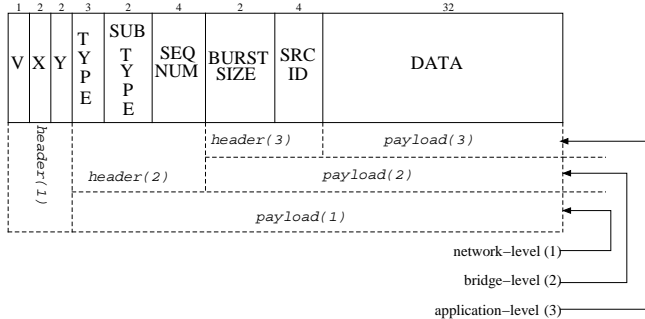 1 2 2 3 2 4 2 4 32
V
X
Y
TYPE
SUB
TYPE
SEQ
NUM
BURST
SIZE
SRC
ID
DATA
header(1)
header(2)
header(3)
payload(3)
payload(2)
payload(1)
network-level (1)
bridge-level (2)
application-level (3)